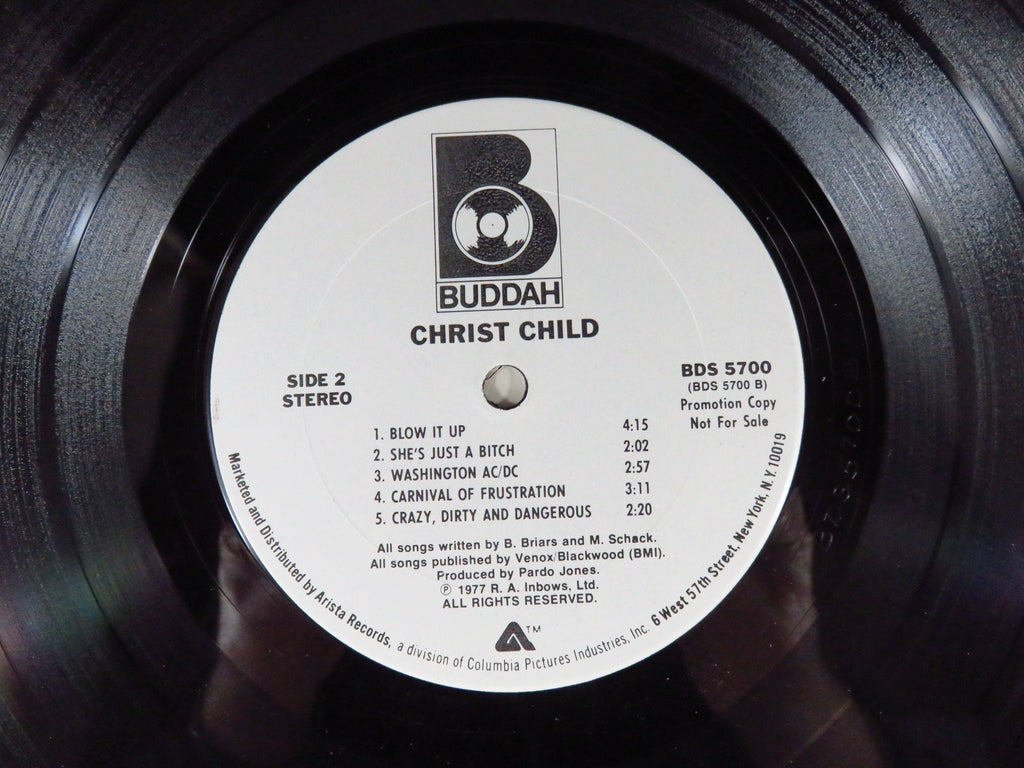 B
BUDDAH
CHRIST CHILD
SIDE 2
STEREO
BDS 5700
(BDS 5700 B)
Promotion Copy
Not For Sale
1. BLOW IT UP 4:15
2. SHE'S JUST A BITCH 2:02
3. WASHINGTON AC/DC 2:57
4. CARNIVAL OF FRUSTRATION 3:11
5. CRAZY, DIRTY AND DANGEROUS 2:20
All songs written by B. Briars and M. Schack.
All songs published by Venox/Blackwood (BMI).
Produced by Pardo Jones.
℗ 1977 R. A. Inbows, Ltd.
ALL RIGHTS RESERVED.
TM
Marketed and Distributed by Arista Records, a division of Columbia Pictures Industries, Inc. 6 West 57th Street, New York, N.Y. 10019